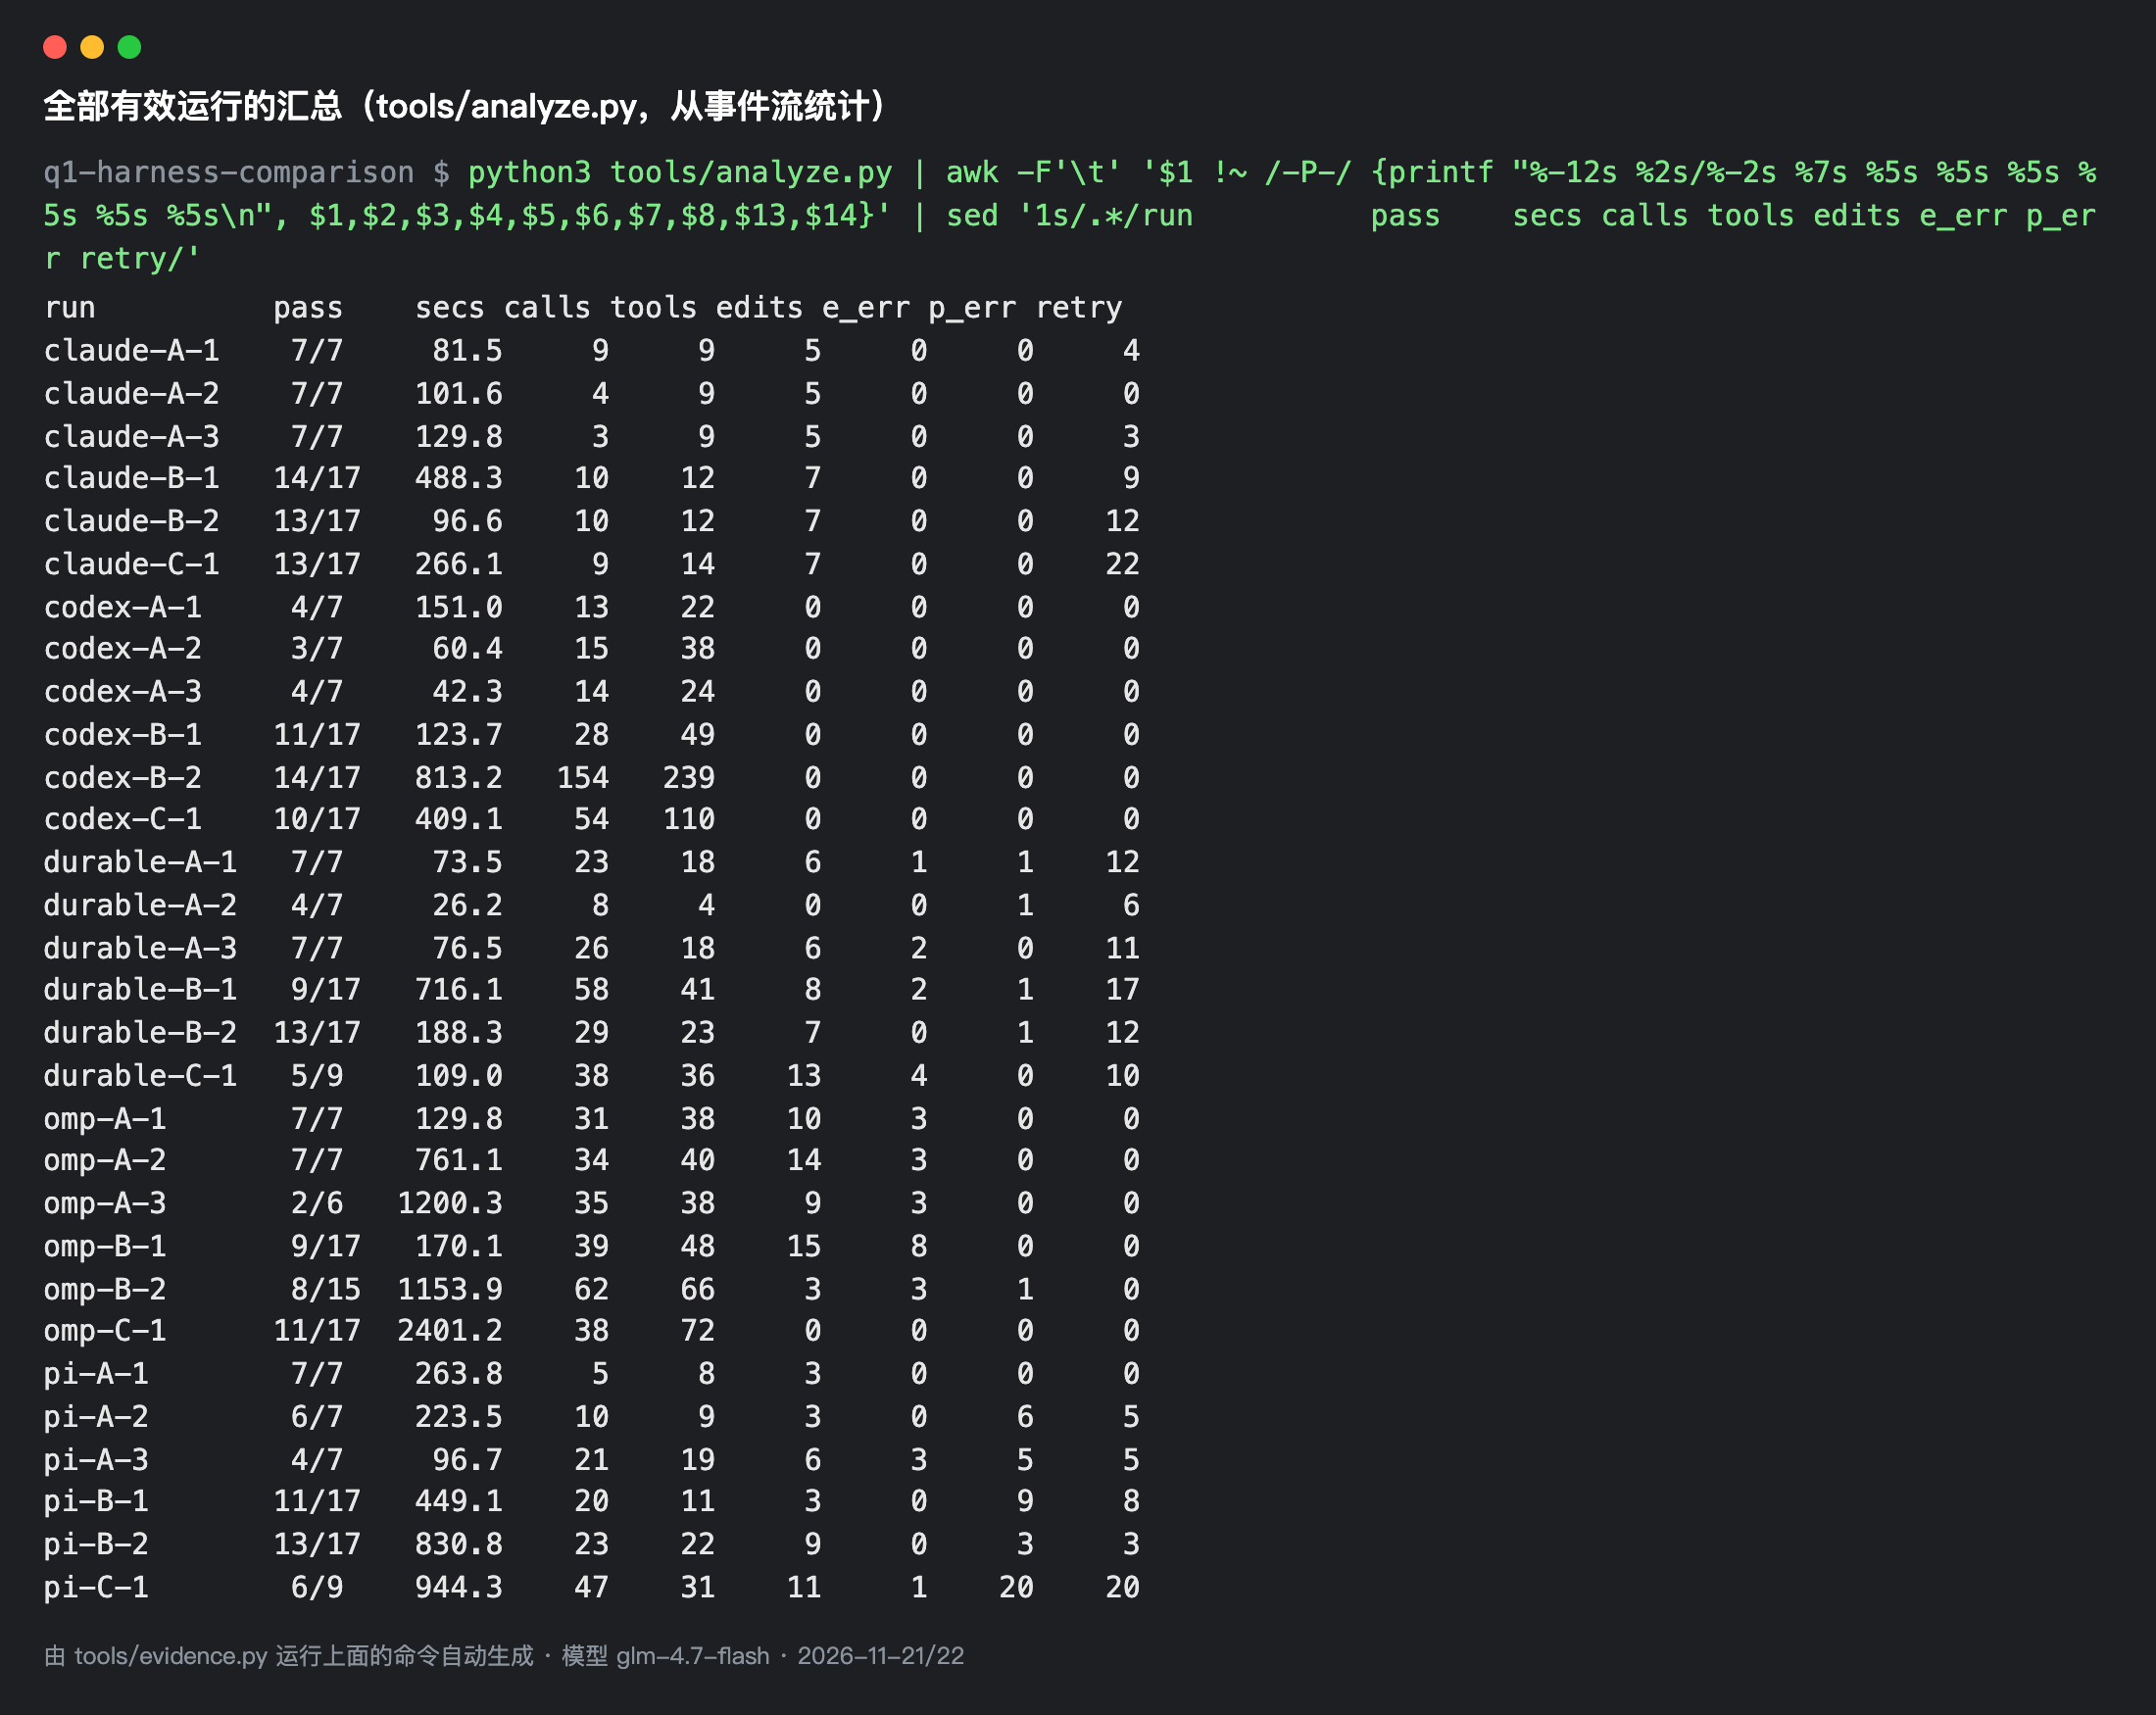 全部有效运行的汇总（tools/analyze.py，从事件流统计）
q1-harness-comparison $ python3 tools/analyze.py | awk -F'\t' '$1 !~ /-P-/ {printf "%-12s %2s/%-2s %7s %5s %5s %5s %
5s %5s %5s\n", $1,$2,$3,$4,$5,$6,$7,$8,$13,$14}' | sed '1s/.*/run          pass    secs calls tools edits e_err p_er
r retry/'
run          pass    secs calls tools edits e_err p_err retry
claude-A-1    7/7     81.5     9     9     5     0     0     4
claude-A-2    7/7    101.6     4     9     5     0     0     0
claude-A-3    7/7    129.8     3     9     5     0     0     3
claude-B-1   14/17   488.3    10    12     7     0     0     9
claude-B-2   13/17    96.6    10    12     7     0     0    12
claude-C-1   13/17   266.1     9    14     7     0     0    22
codex-A-1     4/7    151.0    13    22     0     0     0     0
codex-A-2     3/7     60.4    15    38     0     0     0     0
codex-A-3     4/7     42.3    14    24     0     0     0     0
codex-B-1    11/17   123.7    28    49     0     0     0     0
codex-B-2    14/17   813.2   154   239     0     0     0     0
codex-C-1    10/17   409.1    54   110     0     0     0     0
durable-A-1   7/7     73.5    23    18     6     1     1    12
durable-A-2   4/7     26.2     8     4     0     0     1     6
durable-A-3   7/7     76.5    26    18     6     2     0    11
durable-B-1   9/17   716.1    58    41     8     2     1    17
durable-B-2  13/17   188.3    29    23     7     0     1    12
durable-C-1   5/9    109.0    38    36    13     4     0    10
omp-A-1       7/7    129.8    31    38    10     3     0     0
omp-A-2       7/7    761.1    34    40    14     3     0     0
omp-A-3       2/6   1200.3    35    38     9     3     0     0
omp-B-1       9/17   170.1    39    48    15     8     0     0
omp-B-2       8/15  1153.9    62    66     3     3     1     0
omp-C-1      11/17  2401.2    38    72     0     0     0     0
pi-A-1        7/7    263.8     5     8     3     0     0     0
pi-A-2        6/7    223.5    10     9     3     0     6     5
pi-A-3        4/7     96.7    21    19     6     3     5     5
pi-B-1       11/17   449.1    20    11     3     0     9     8
pi-B-2       13/17   830.8    23    22     9     0     3     3
pi-C-1        6/9    944.3    47    31    11     1    20    20
由 tools/evidence.py 运行上面的命令自动生成 · 模型 glm-4.7-flash · 2026-11-21/22